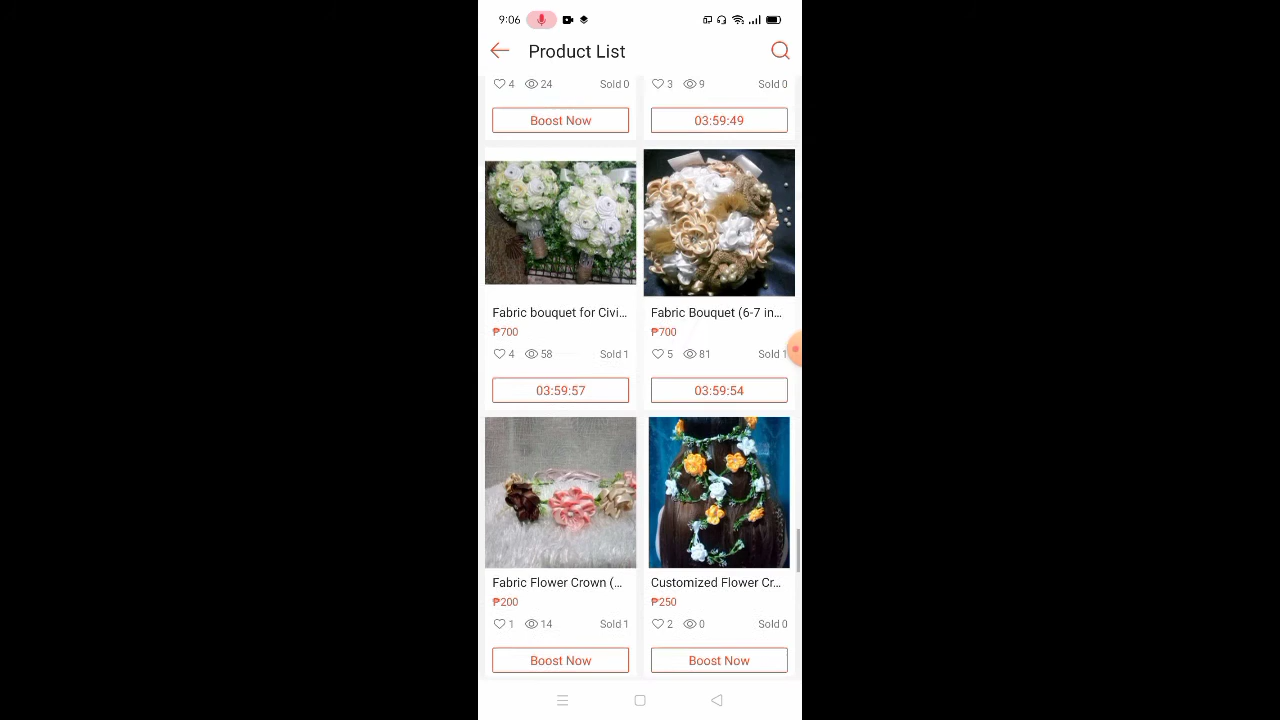 9:06
Product List
4 24 Sold 0
3 9 Sold 0
Boost Now
03:59:49
Fabric bouquet for Civi...
₱700
4 58 Sold 1
03:59:57
Fabric Bouquet (6-7 in...
₱700
5 81 Sold 1
03:59:54
Fabric Flower Crown (...
₱200
1 14 Sold 1
Boost Now
Customized Flower Cr...
₱250
2 0 Sold 0
Boost Now